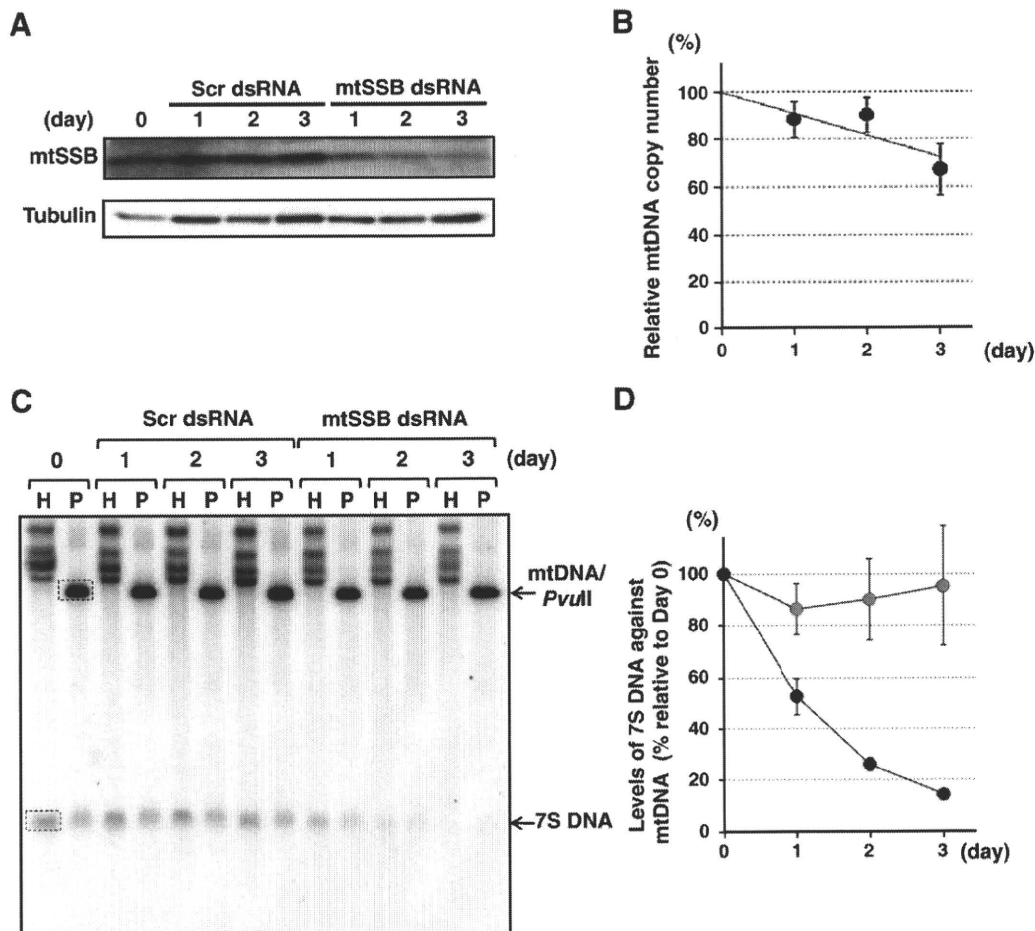 A
Scr dsRNA mtSSB dsRNA
(day) 0 1 2 3 1 2 3
mtSSB
Tubulin
B
(%)
Relative mtDNA copy number
100
80
60
40
20
0
0 1 2 3 (day)
C
Scr dsRNA mtSSB dsRNA
0 1 2 3 1 2 3 (day)
H P H P H P H P H P H P H P
mtDNA/
PvuII
7S DNA
D
(%)
Levels of 7S DNA against
mtDNA (% relative to Day 0)
100
80
60
40
20
0
0 1 2 3 (day)